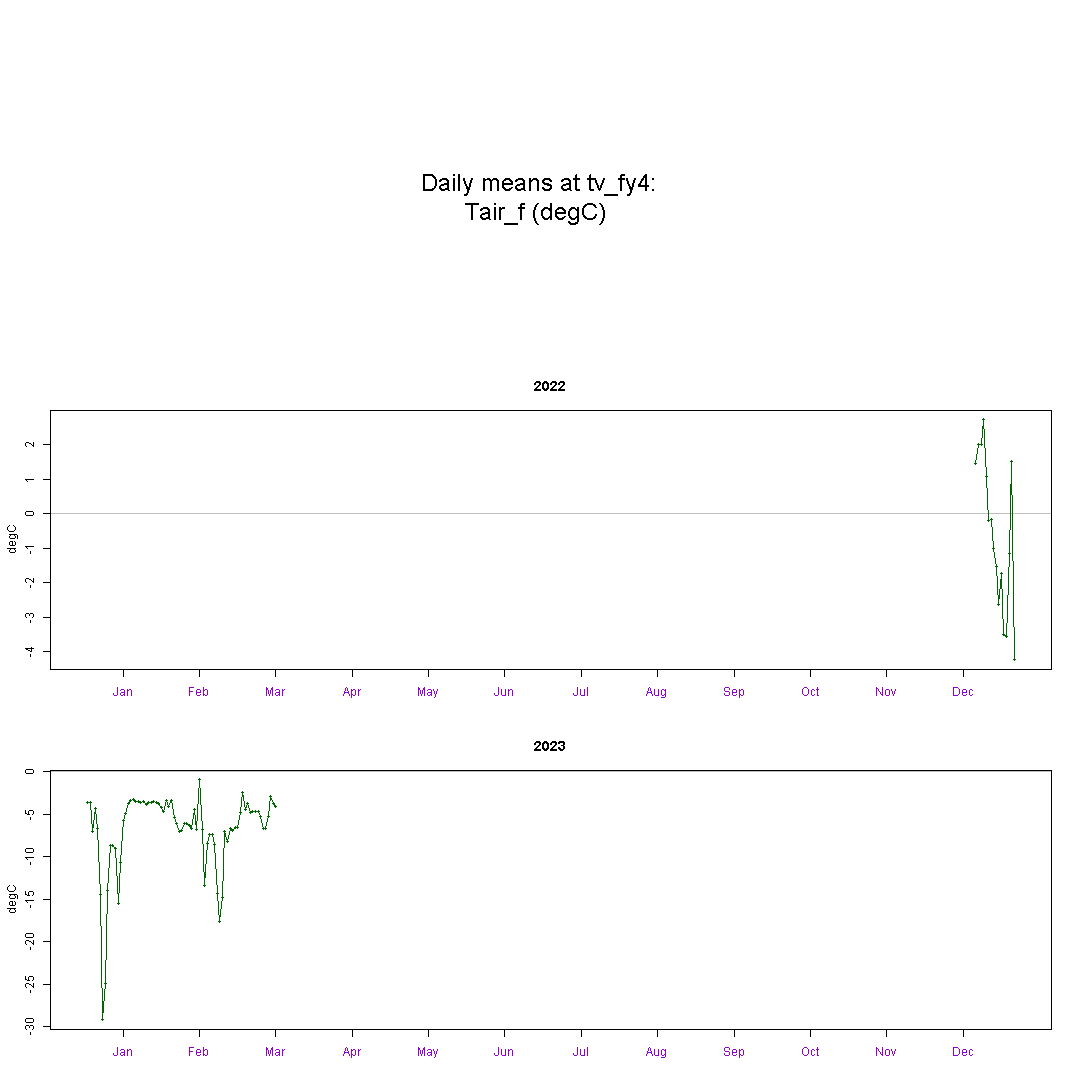 Daily means at tv_fy4:
Tair_f (degC)
2022
2
1
0
-1
-2
-3
-4
degC
Jan Feb Mar Apr May Jun Jul Aug Sep Oct Nov Dec
2023
0
-5
-10
-15
-20
-25
-30
degC
Jan Feb Mar Apr May Jun Jul Aug Sep Oct Nov Dec